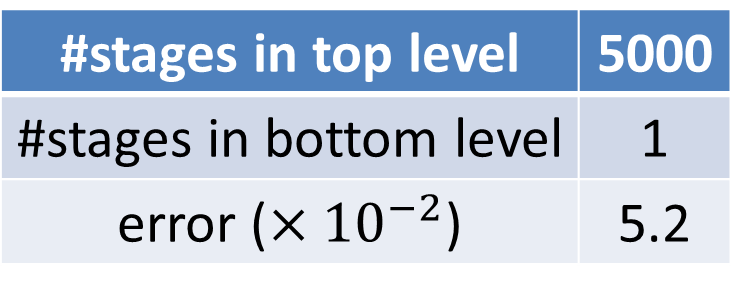 #stages in top level 5000
#stages in bottom level 1
error (× 10⁻²) 5.2